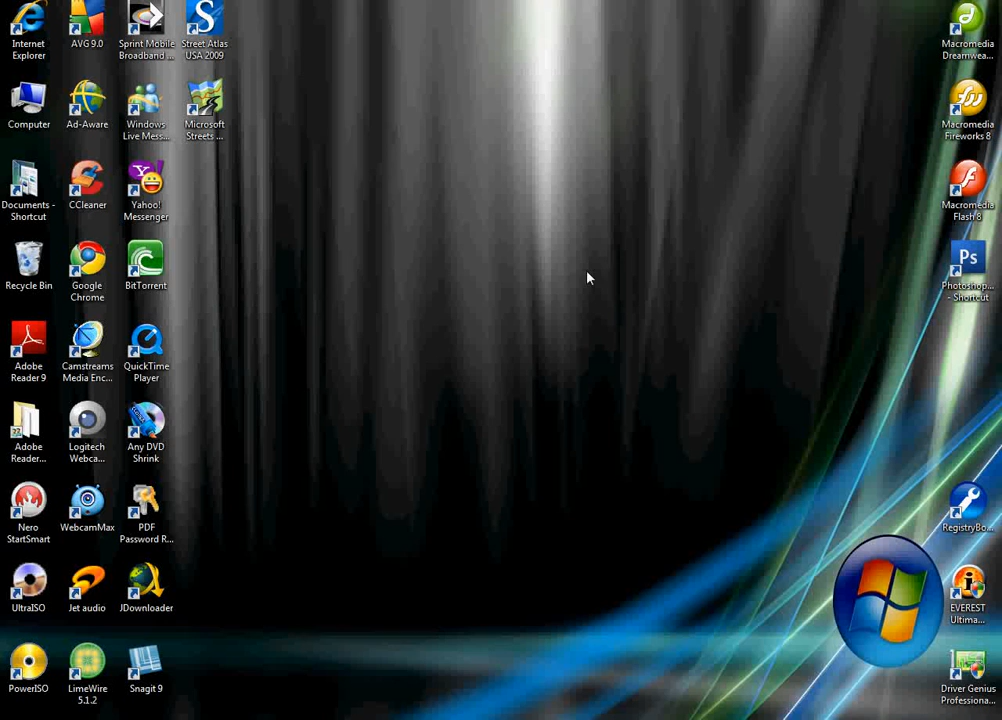 Internet
Explorer
AVG 9.0
Sprint Mobile
Broadband ...
Street Atlas
USA 2009
Macromedia
Dreamwea...
Computer
Ad-Aware
Windows
Live Mess...
Microsoft
Streets ...
Macromedia
Fireworks 8
Documents -
Shortcut
CCleaner
Yahoo!
Messenger
Macromedia
Flash 8
Recycle Bin
Google
Chrome
BitTorrent
Ps
Photoshop...
- Shortcut
Adobe
Reader 9
Camstreams
Media Enc...
QuickTime
Player
Adobe
Reader...
Logitech
Webca...
Any DVD
Shrink
Nero
StartSmart
WebcamMax
PDF
Password R...
RegistryBo...
UltraISO
Jet audio
JDownloader
EVEREST
Ultima...
PowerISO
LimeWire
5.1.2
Snagit 9
Driver Genius
Professiona...